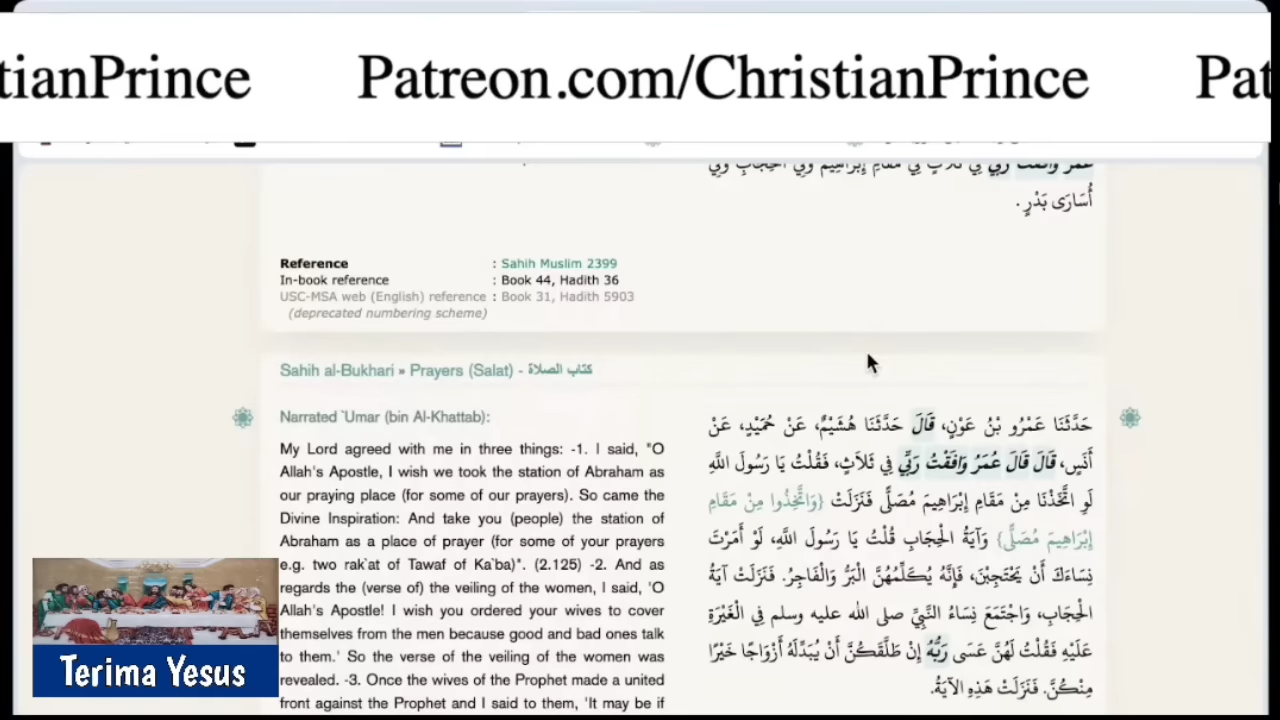 tianPrince Patreon.com/ChristianPrince Pat
عُمَرُ وَافَقْتُ رَبِّي فِي ثَلاَثٍ فِي مَقَامِ إِبْرَاهِيمَ وَفِي الْحِجَابِ وَفِي
أُسَارَى بَدْرٍ .
Reference : Sahih Muslim 2399
In-book reference : Book 44, Hadith 36
USC-MSA web (English) reference : Book 31, Hadith 5903
(deprecated numbering scheme)
Sahih al-Bukhari » Prayers (Salat) - كتاب الصلاة
Narrated `Umar (bin Al-Khattab):
My Lord agreed with me in three things: -1. I said, "O
Allah's Apostle, I wish we took the station of Abraham as
our praying place (for some of our prayers). So came the
Divine Inspiration: And take you (people) the station of
Abraham as a place of prayer (for some of your prayers
e.g. two rak`at of Tawaf of Ka`ba)". (2.125) -2. And as
regards the (verse of) the veiling of the women, I said, 'O
Allah's Apostle! I wish you ordered your wives to cover
themselves from the men because good and bad ones talk
to them.' So the verse of the veiling of the women was
revealed. -3. Once the wives of the Prophet made a united
front against the Prophet and I said to them, 'It may be if
حَدَّثَنَا عَمْرُو بْنُ عَوْنٍ، قَالَ حَدَّثَنَا هُشَيْمٌ، عَنْ حُمَيْدٍ، عَنْ
أَنَسٍ، قَالَ قَالَ عُمَرُ وَافَقْتُ رَبِّي فِي ثَلاَثٍ، فَقُلْتُ يَا رَسُولَ اللَّهِ
لَوِ اتَّخَذْنَا مِنْ مَقَامِ إِبْرَاهِيمَ مُصَلًّى فَنَزَلَتْ {وَاتَّخِذُوا مِنْ مَقَامِ
إِبْرَاهِيمَ مُصَلًّى} وَآيَةُ الْحِجَابِ قُلْتُ يَا رَسُولَ اللَّهِ، لَوْ أَمَرْتَ
نِسَاءَكَ أَنْ يَحْتَجِبْنَ، فَإِنَّهُ يُكَلِّمُهُنَّ الْبَرُّ وَالْفَاجِرُ. فَنَزَلَتْ آيَةُ
الْحِجَابِ، وَاجْتَمَعَ نِسَاءُ النَّبِيِّ صلى الله عليه وسلم فِي الْغَيْرَةِ
عَلَيْهِ فَقُلْتُ لَهُنَّ عَسَى رَبُّهُ إِنْ طَلَّقَكُنَّ أَنْ يُبَدِّلَهُ أَزْوَاجًا خَيْرًا
مِنْكُنَّ. فَنَزَلَتْ هَذِهِ الآيَةُ.
Terima Yesus